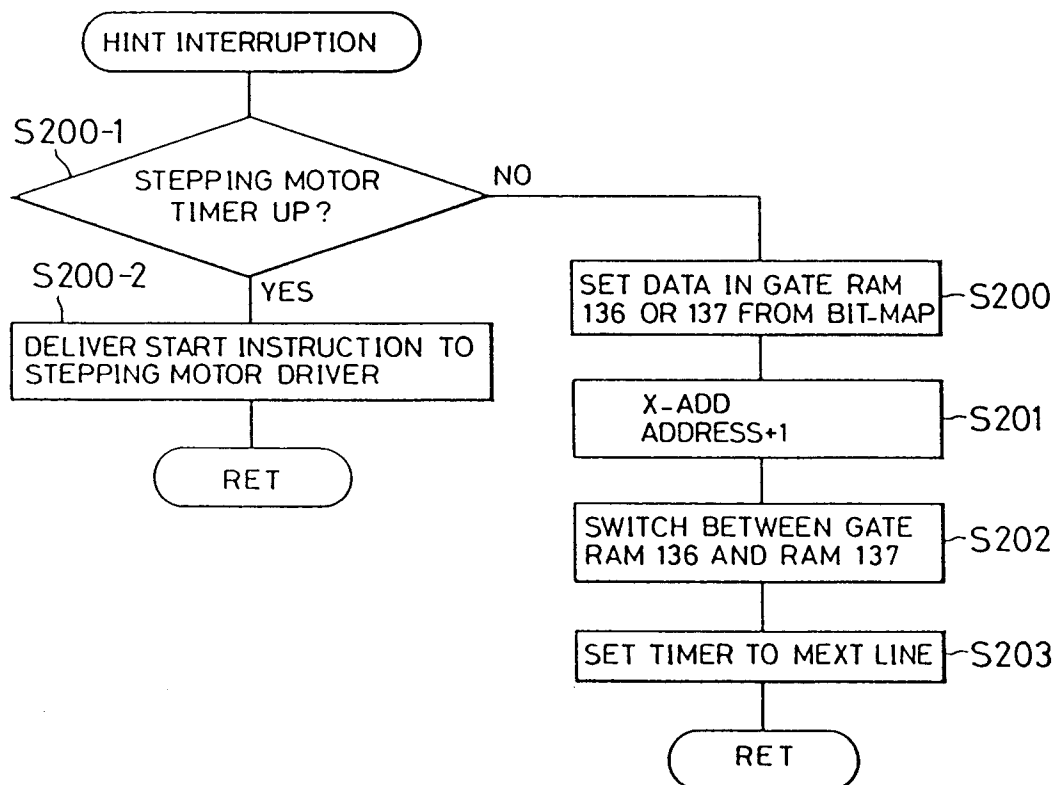 HINT INTERRUPTION
S200-1
STEPPING MOTOR
TIMER UP?
NO
S200-2
YES
DELIVER START INSTRUCTION TO
STEPPING MOTOR DRIVER
RET
SET DATA IN GATE RAM
136 OR 137 FROM BIT-MAP
S200
X-ADD
ADDRESS+1
S201
SWITCH BETWEEN GATE
RAM 136 AND RAM 137
S202
SET TIMER TO MEXT LINE
S203
RET